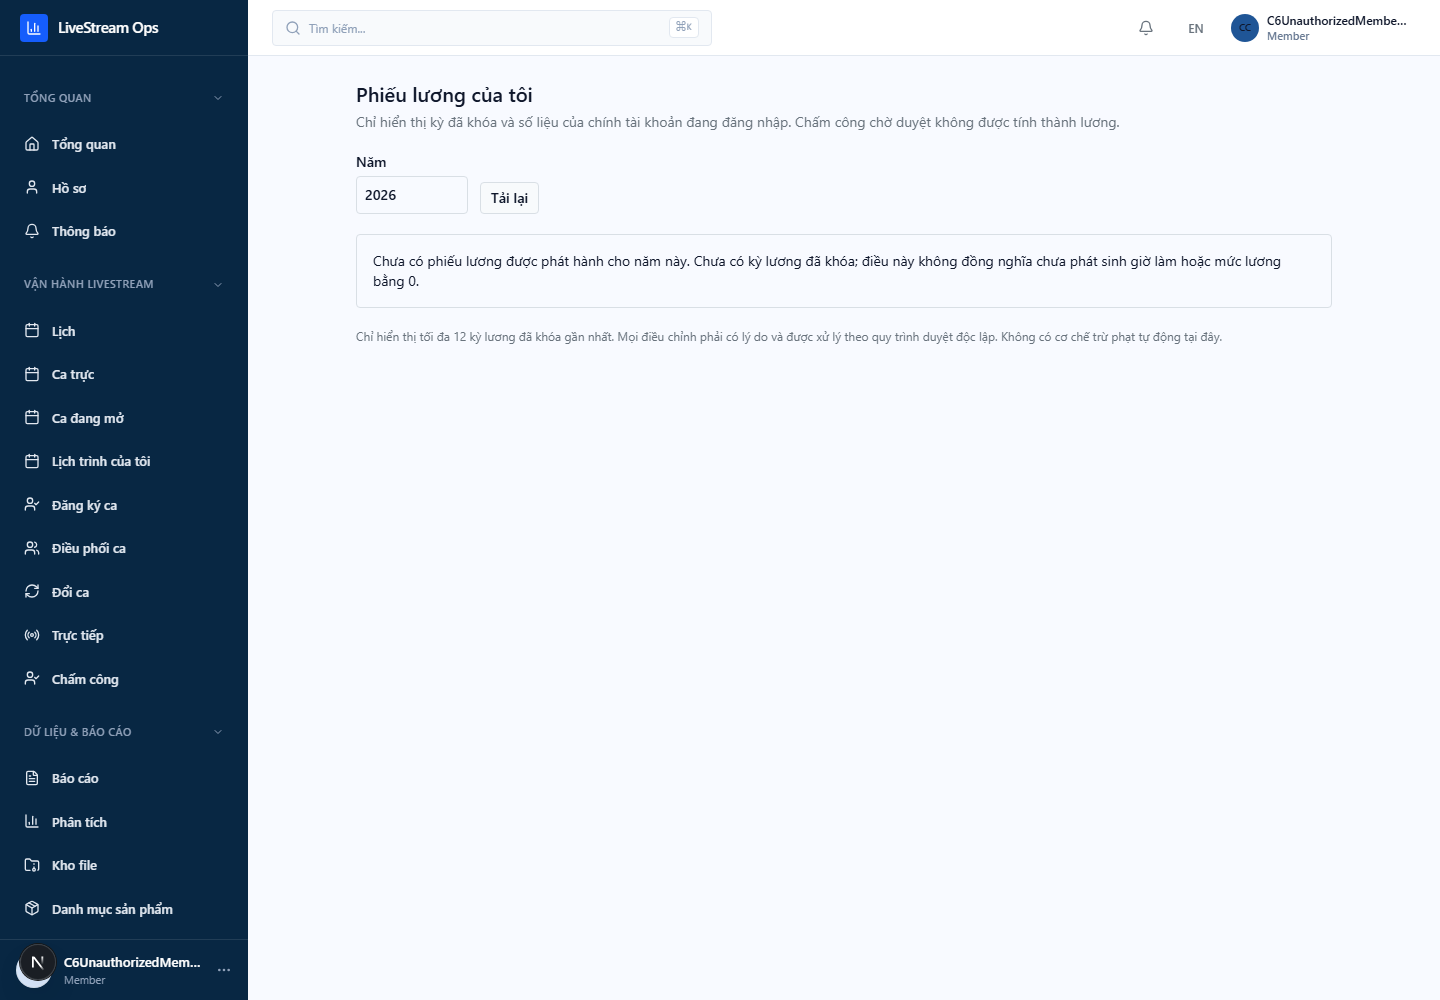 LiveStream Ops
Tìm kiếm...
⌘K
EN
CC
C6UnauthorizedMembe...
Member
TỔNG QUAN
Tổng quan
Hồ sơ
Thông báo
VẬN HÀNH LIVESTREAM
Lịch
Ca trực
Ca đang mở
Lịch trình của tôi
Đăng ký ca
Điều phối ca
Đổi ca
Trực tiếp
Chấm công
DỮ LIỆU & BÁO CÁO
Báo cáo
Phân tích
Kho file
Danh mục sản phẩm
N
C6UnauthorizedMem...
Member
Phiếu lương của tôi
Chỉ hiển thị kỳ đã khóa và số liệu của chính tài khoản đang đăng nhập. Chấm công chờ duyệt không được tính thành lương.
Năm
2026
Tải lại
Chưa có phiếu lương được phát hành cho năm này. Chưa có kỳ lương đã khóa; điều này không đồng nghĩa chưa phát sinh giờ làm hoặc mức lương
bằng 0.
Chỉ hiển thị tối đa 12 kỳ lương đã khóa gần nhất. Mọi điều chỉnh phải có lý do và được xử lý theo quy trình duyệt độc lập. Không có cơ chế trừ phạt tự động tại đây.